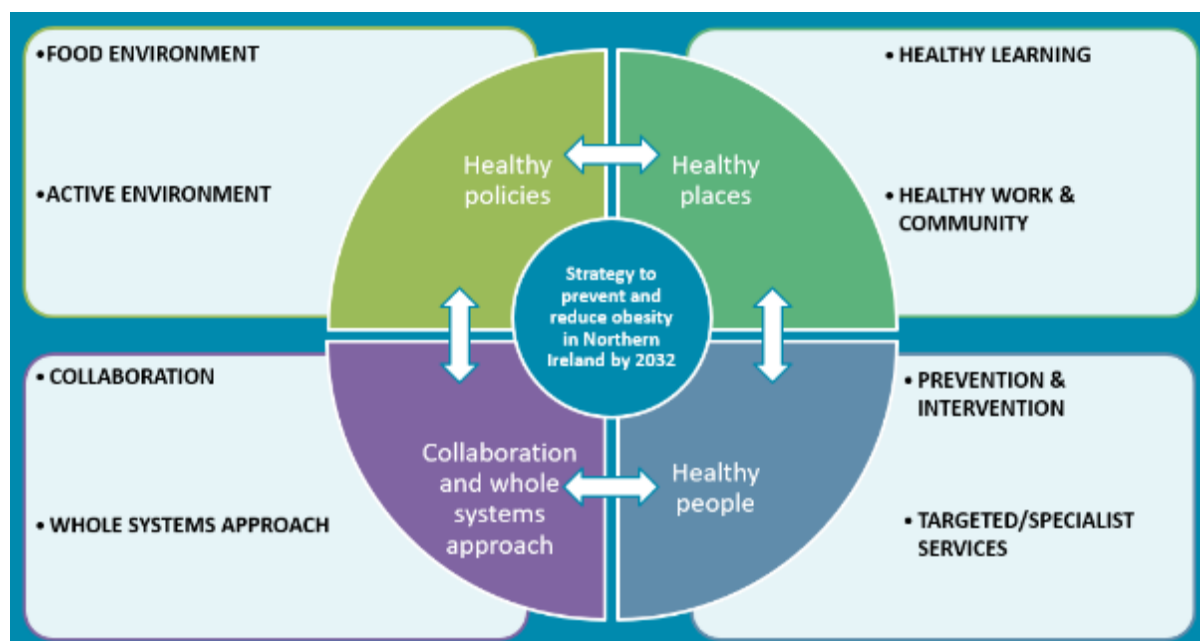 •FOOD ENVIRONMENT
•ACTIVE ENVIRONMENT
• HEALTHY LEARNING
• HEALTHY WORK &
COMMUNITY
Healthy
policies
Healthy
places
Strategy to
prevent and
reduce obesity
in Northern
Ireland by 2032
• COLLABORATION
• WHOLE SYSTEMS APPROACH
Collaboration
and whole
systems
approach
Healthy
people
• PREVENTION &
INTERVENTION
• TARGETED/SPECIALIST
SERVICES